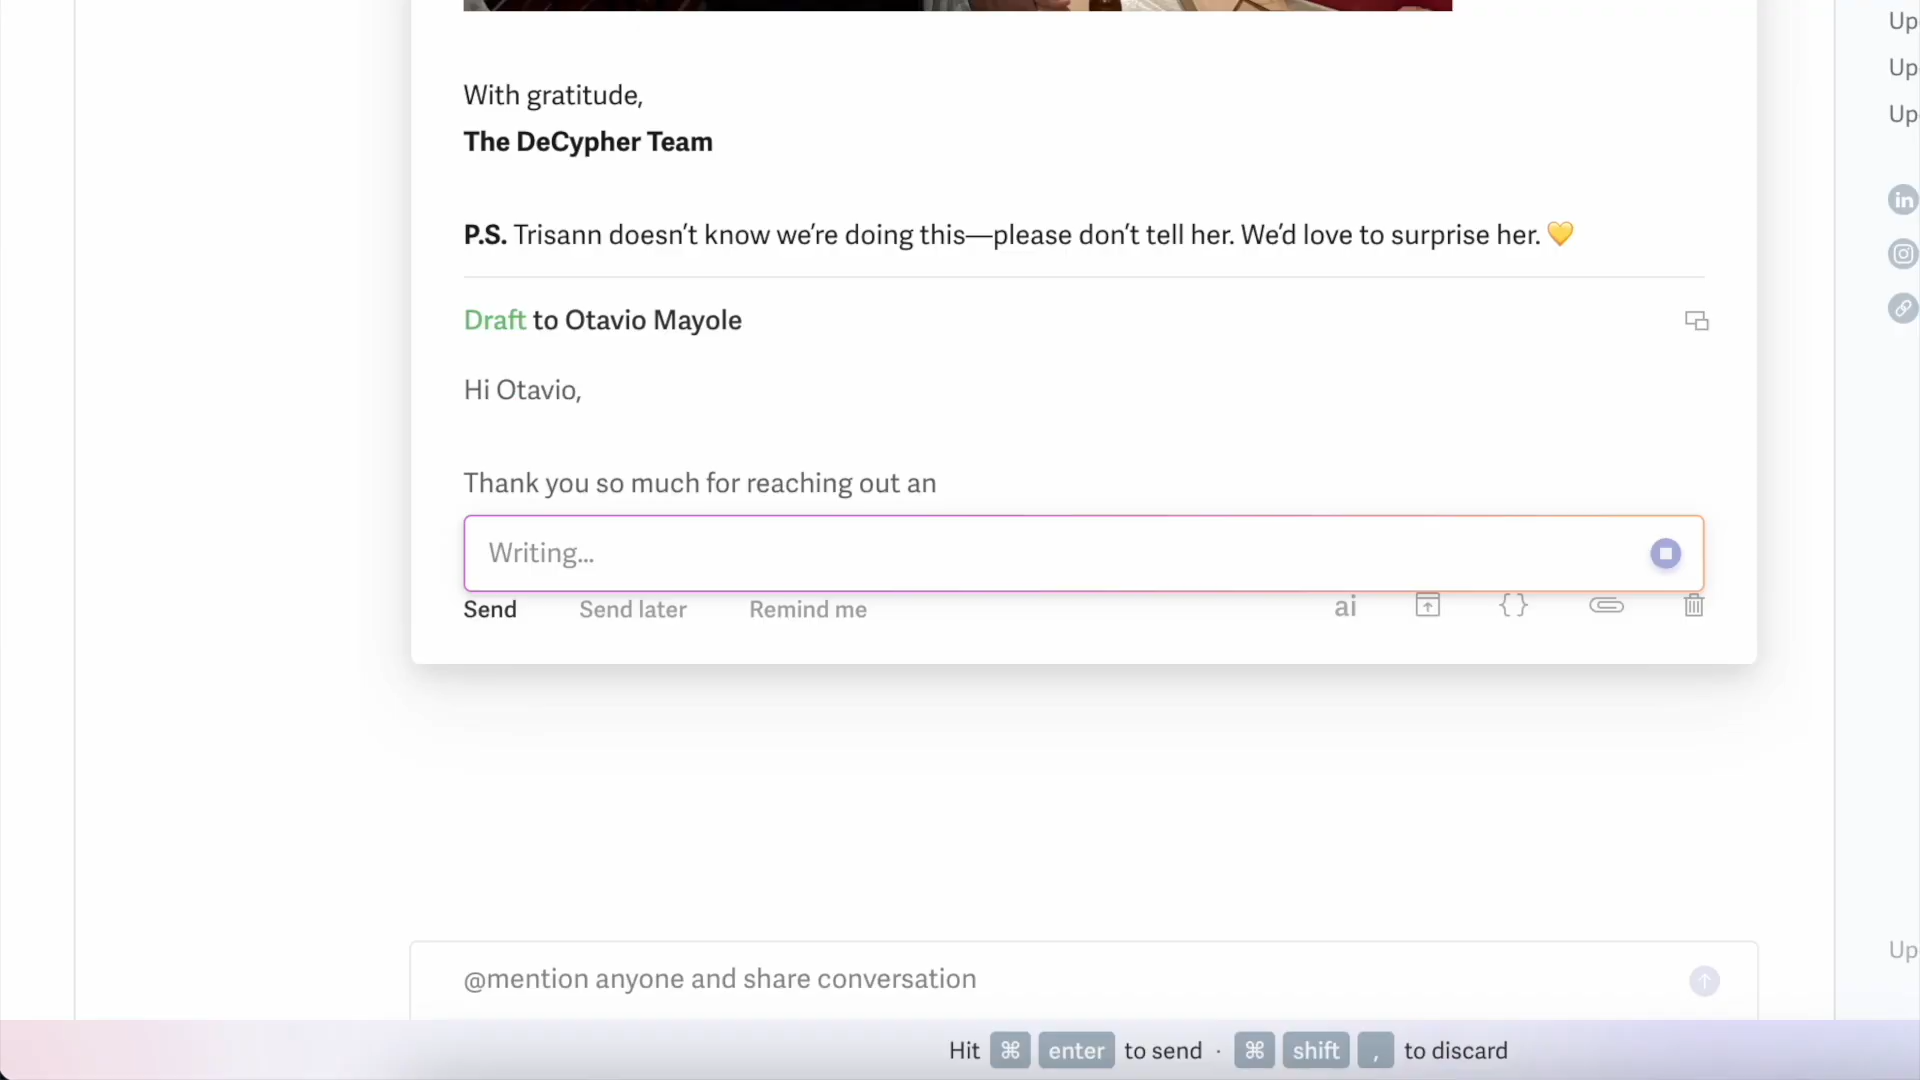 Up
Up
Up
With gratitude,
The DeCypher Team
P.S. Trisann doesn’t know we’re doing this—please don’t tell her. We’d love to surprise her. 💛
in
Draft to Otavio Mayole
Hi Otavio,
Thank you so much for reaching out an
Writing...
Send Send later Remind me ai { }
Up
@mention anyone and share conversation
Hit ⌘ enter to send · ⌘ shift , to discard